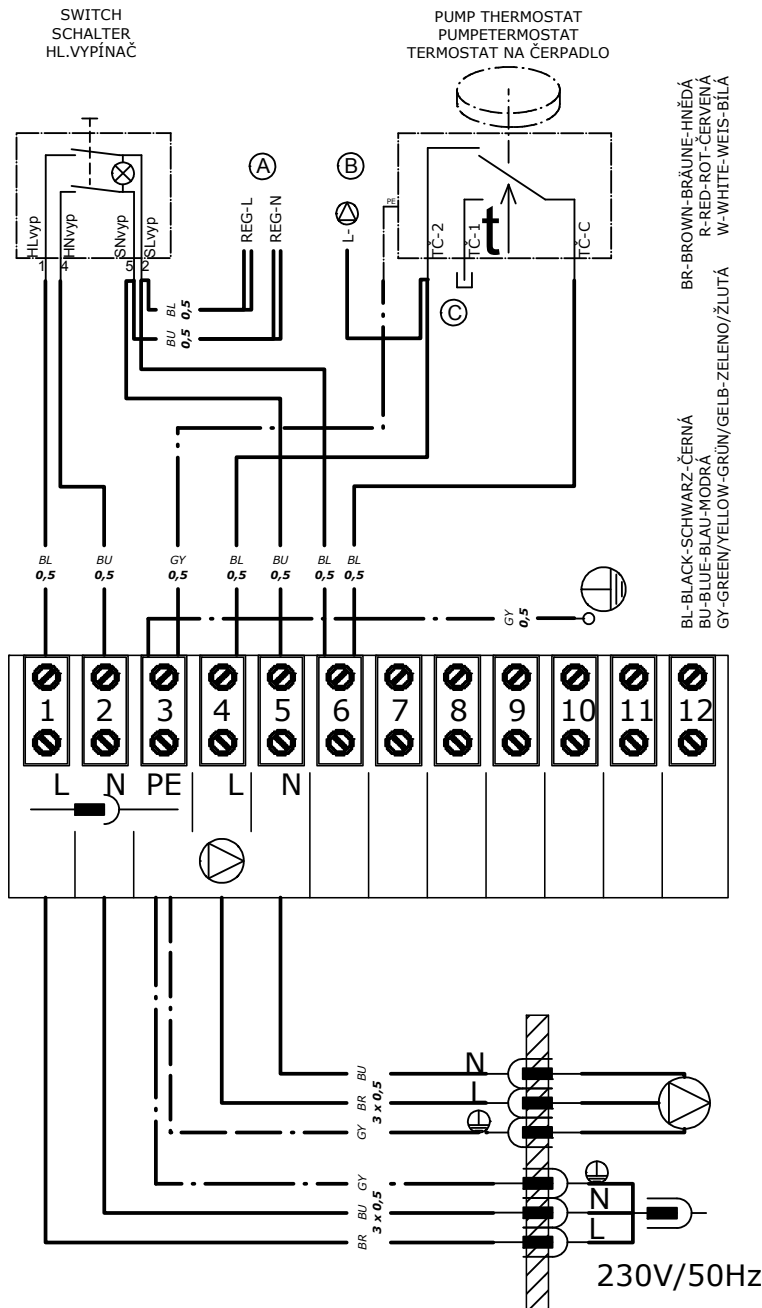 SWITCH
SCHALTER
HL.VYPÍNAČ
PUMP THERMOSTAT
PUMPETERMOSTAT
TERMOSTAT NA ČERPADLO
BR-BROWN-BRÄUNE-HNĚDÁ
R-RED-ROT-ČERVENÁ
W-WHITE-WEIS-BÍLÁ
A
B
C
HLvyp
HNvyp
SNvyp
SLvyp
1
4
5
2
REG-L
REG-N
L-
PE
TČ-2
TČ-1
t
TČ-C
BL
0,5
BU
0,5
BL-BLACK-SCHWARZ-ČERNÁ
BU-BLUE-BLAU-MODRÁ
GY-GREEN/YELLOW-GRÜN/GELB-ZELENO/ŽLUTÁ
BL BU GY BL BU BL BL
0,5 0,5 0,5 0,5 0,5 0,5 0,5
GY
0,5
1 2 3 4 5 6 7 8 9 10 11 12
L N PE L N
BU
BR
3 x 0,5
GY
N
L
GY
BU
3 x 0,5
BR
N
L
230V/50Hz